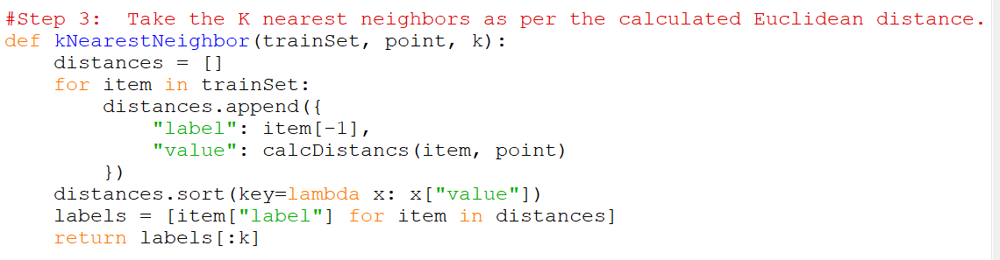 #Step 3:  Take the K nearest neighbors as per the calculated Euclidean distance.
def kNearestNeighbor(trainSet, point, k):
    distances = []
    for item in trainSet:
        distances.append({
            "label": item[-1],
            "value": calcDistancs(item, point)
        })
    distances.sort(key=lambda x: x["value"])
    labels = [item["label"] for item in distances]
    return labels[:k]